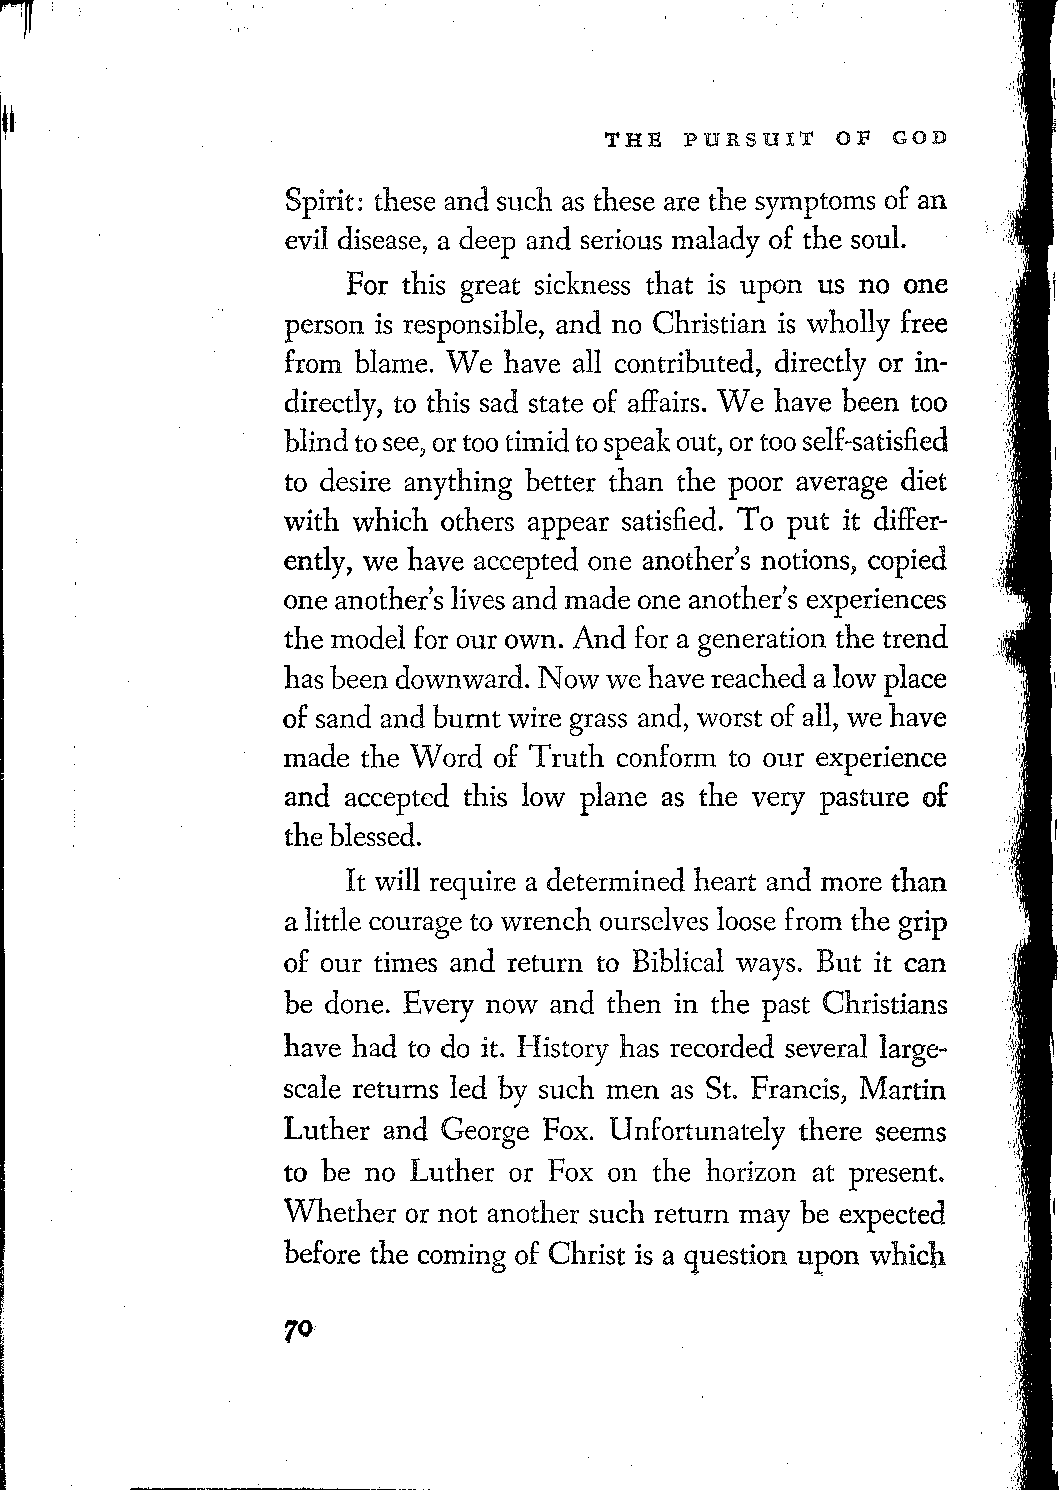 THE PURSUIT OF GOD
Spirit: these and such as these are the symptoms of an
evil disease, a deep and serious malady of the soul.
For this great sickness that is upon us no one
person is responsible, and no Christian is wholly free
from blame. We have all contributed, directly or in-
directly, to this sad state of affairs. We have been too
blind to see, or too timid to speak out, or too self-satisfied
to desire anything better than the poor average diet
with which others appear satisfied. To put it differ-
ently, we have accepted one another's notions, copied
one another's lives and made one another's experiences
the model for our own. And for a generation the trend
has been downward. Now we have reached a low place
of sand and burnt wire grass and, worst of all, we have
made the Word of Truth conform to our experience
and accepted this low plane as the very pasture of
the blessed.
It will require a determined heart and more than
a little courage to wrench ourselves loose from the grip
of our times and return to Biblical ways. But it can
be done. Every now and then in the past Christians
have had to do it. History has recorded several large-
scale returns led by such men as St. Francis, Martin
Luther and George Fox. Unfortunately there seems
to be no Luther or Fox on the horizon at present.
Whether or not another such return may be expected
before the coming of Christ is a question upon which
70